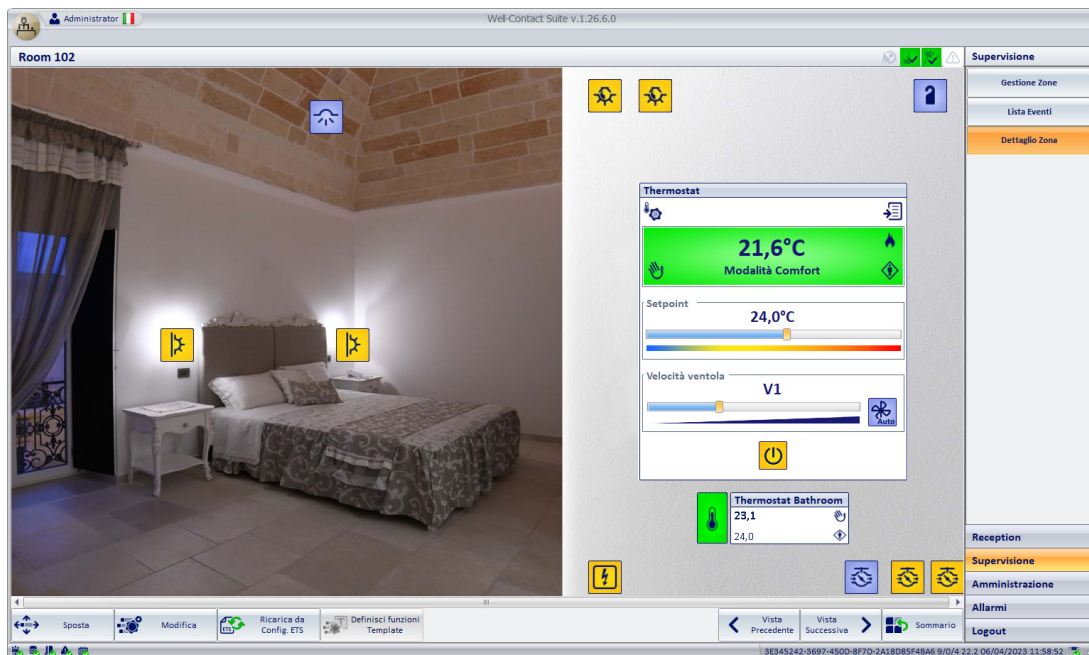 Administrator
Well-Contact Suite v.1.26.6.0
Room 102
Supervisione
Gestione Zone
Lista Eventi
Dettaglio Zona
Thermostat
21,6°C
Modalità Comfort
Setpoint
24,0°C
Velocità ventola
V1
Auto
Thermostat Bathroom
23,1
24,0
Reception
Supervisione
Amministrazione
Allarmi
Logout
Sposta
Modifica
ETS
Ricarica da
Config. ETS
Definisci funzioni
Template
Vista
Precedente
Vista
Successiva
Sommario
3E345242-3697-450D-8F7D-2A18D85F4BA6 9/0/4 22.2 06/04/2023 11:58:52